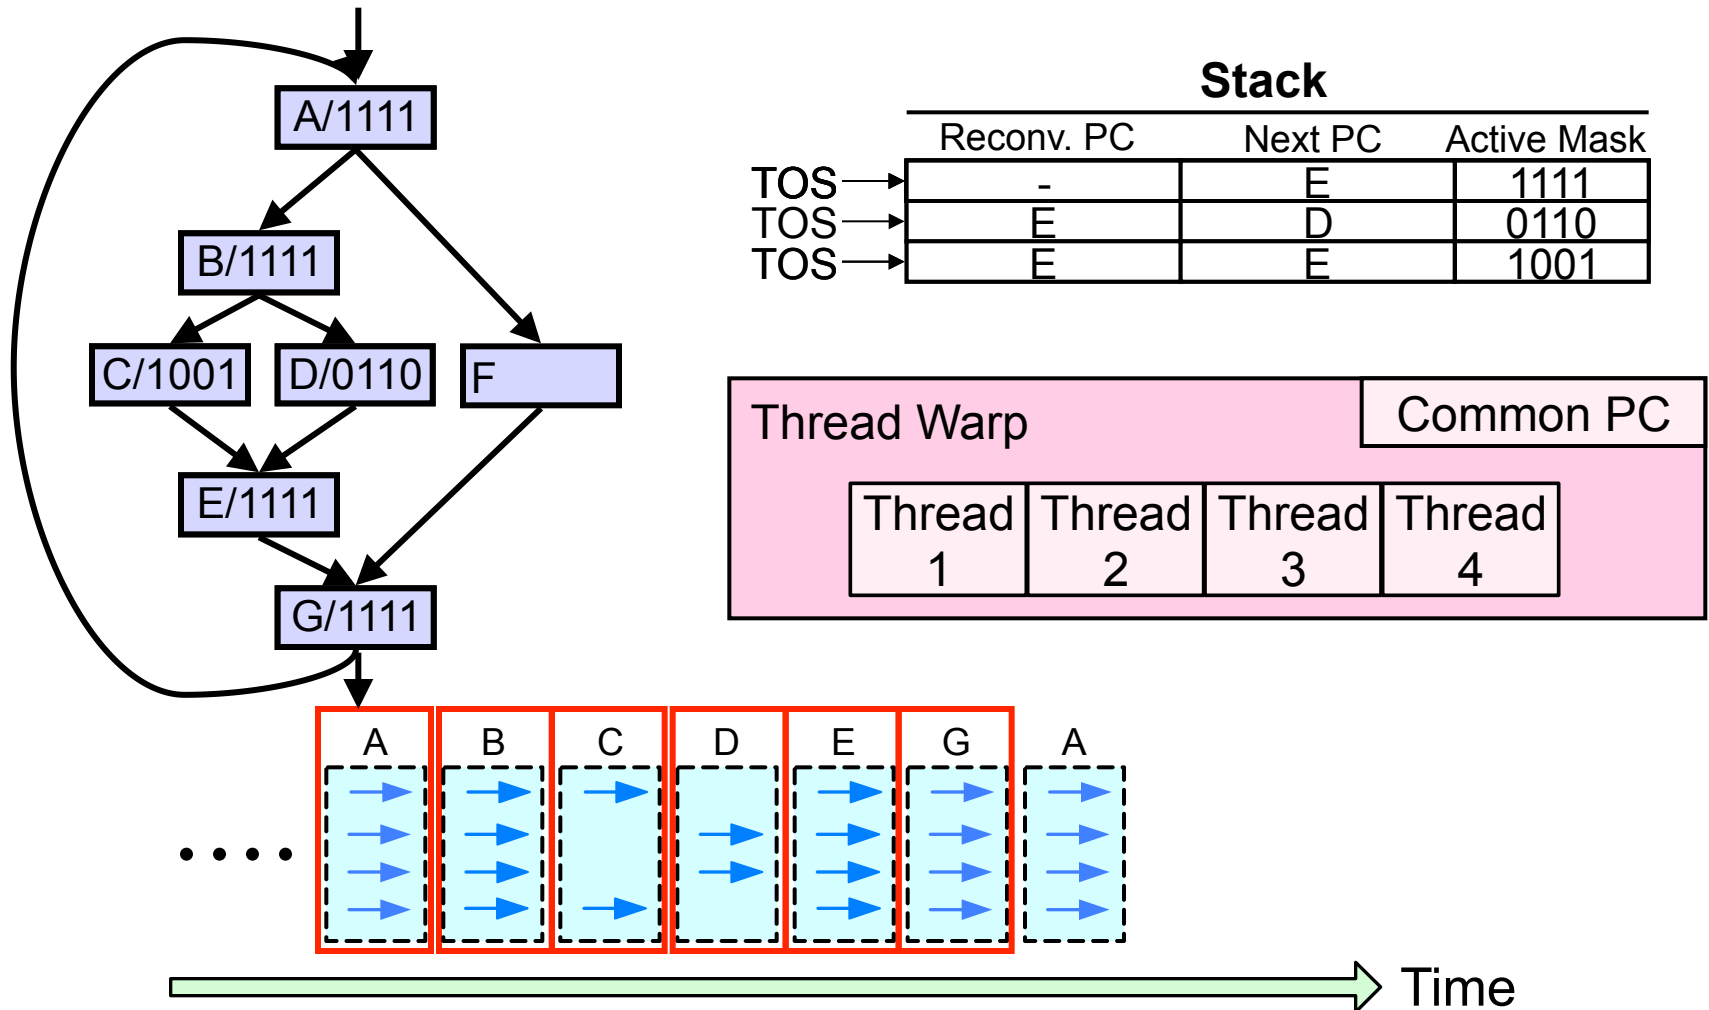 A/1111
B/1111
C/1001
D/0110
F
E/1111
G/1111
Stack
Reconv. PC Next PC Active Mask
TOS - E 1111
TOS E D 0110
TOS E E 1001
Thread Warp
Common PC
Thread 1
Thread 2
Thread 3
Thread 4
A B C D E G A
Time